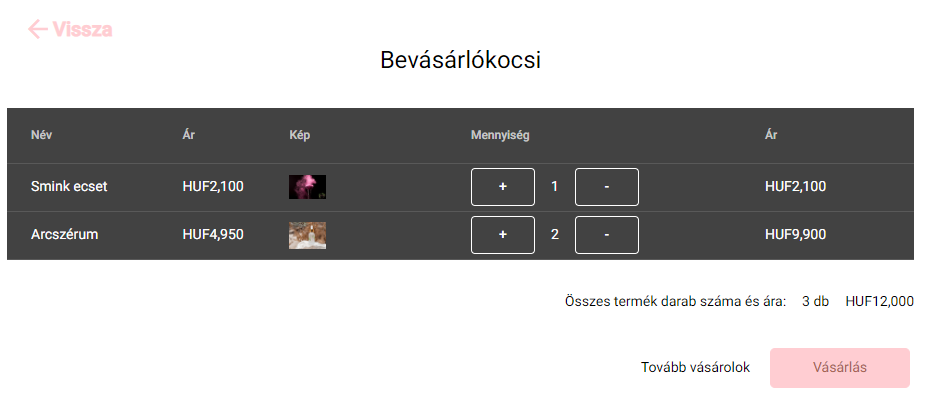 Vissza
Bevásárlókocsi
Név Ár Kép Mennyiség Ár
Smink ecset HUF2,100 + 1 - HUF2,100
Arcszérum HUF4,950 + 2 - HUF9,900
Összes termék darab száma és ára: 3 db HUF12,000
Tovább vásárolok Vásárlás